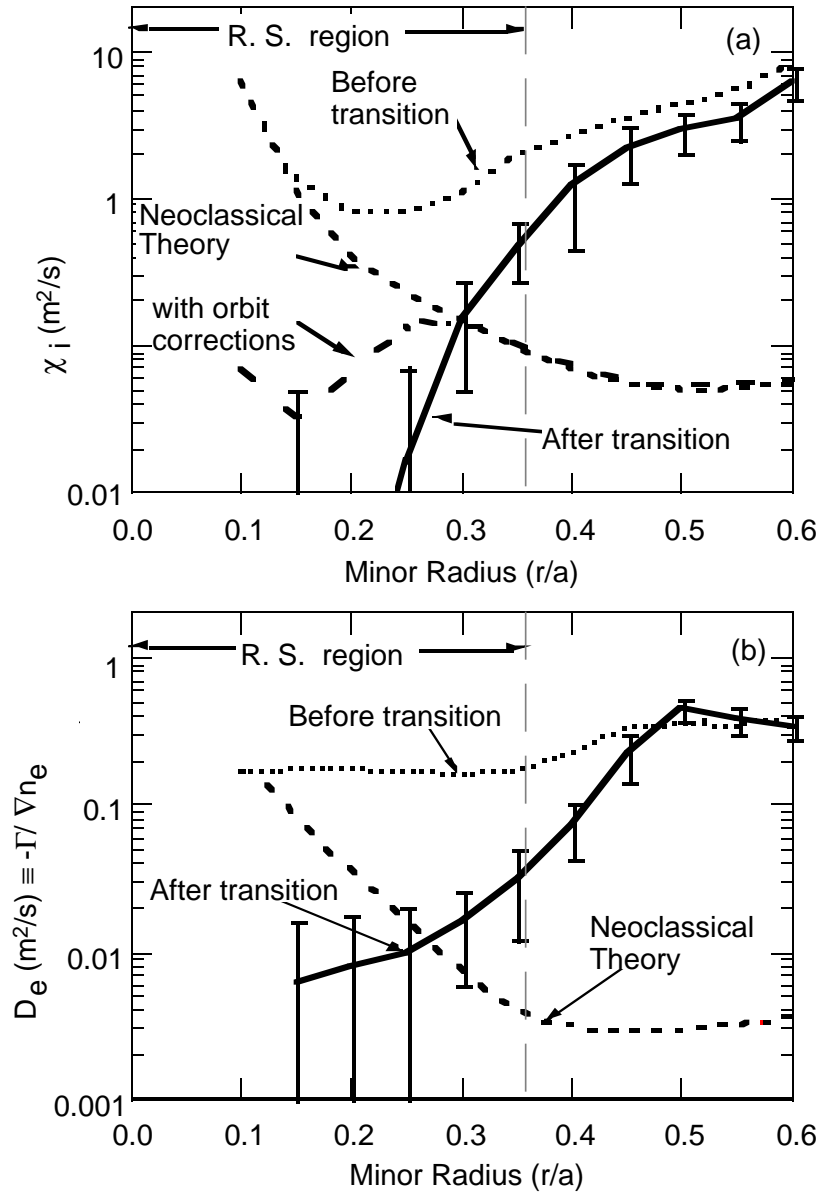 R. S. region
(a)
10
Before
transition
1
Neoclassical
Theory
with orbit
corrections
χ i (m²/s)
After transition
0.01
0.0 0.1 0.2 0.3 0.4 0.5 0.6
Minor Radius (r/a)
R. S. region
(b)
1
Before transition
0.1
After transition
Neoclassical
Theory
0.01
D e (m²/s) ≡ -Γ/ ∇n e
0.001
0.0 0.1 0.2 0.3 0.4 0.5 0.6
Minor Radius (r/a)